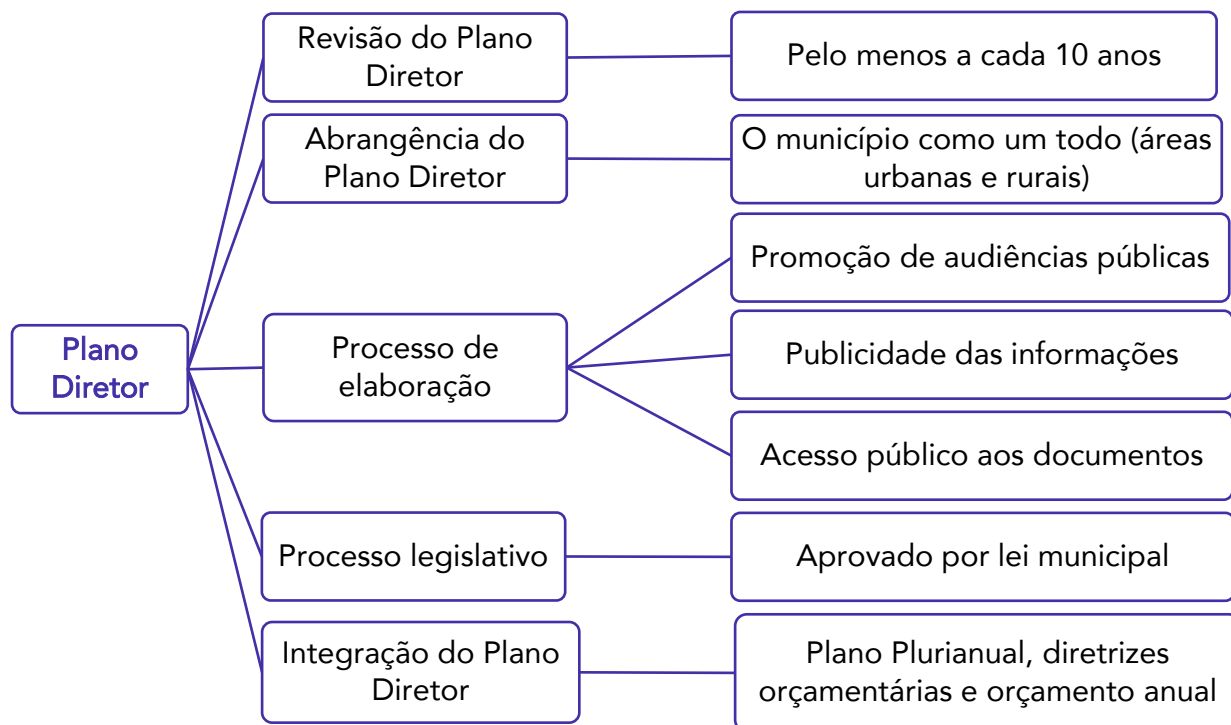 Revisão do Plano
Diretor
Pelo menos a cada 10 anos
Abrangência do
Plano Diretor
O município como um todo (áreas
urbanas e rurais)
Plano
Diretor
Processo de
elaboração
Promoção de audiências públicas
Publicidade das informações
Acesso público aos documentos
Processo legislativo
Aprovado por lei municipal
Integração do Plano
Diretor
Plano Plurianual, diretrizes
orçamentárias e orçamento anual